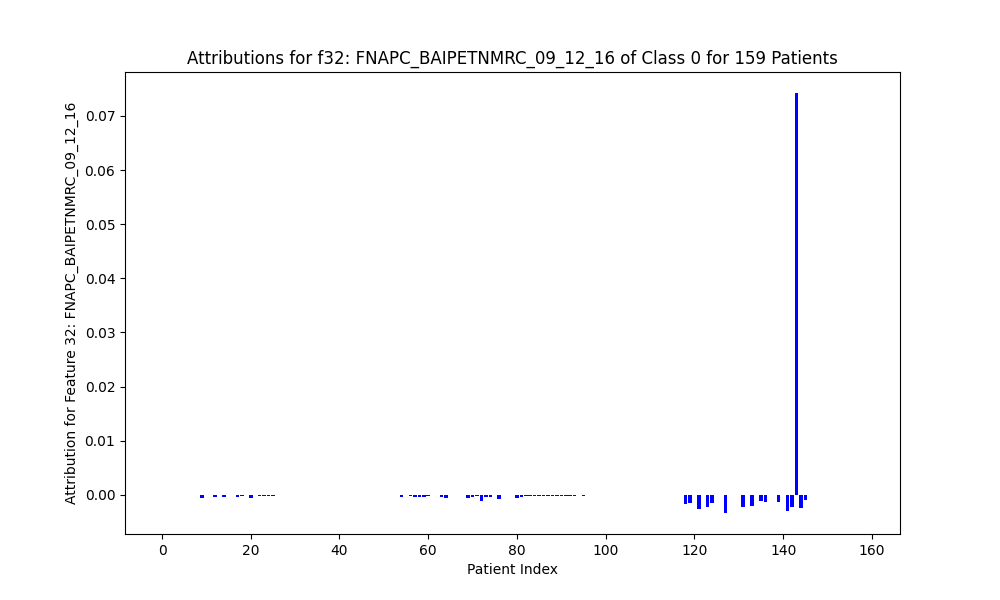 Attributions for f32: FNAPC_BAIPETNMRC_09_12_16 of Class 0 for 159 Patients
Attribution for Feature 32: FNAPC_BAIPETNMRC_09_12_16
0.07
0.06
0.05
0.04
0.03
0.02
0.01
0.00
0 20 40 60 80 100 120 140 160
Patient Index